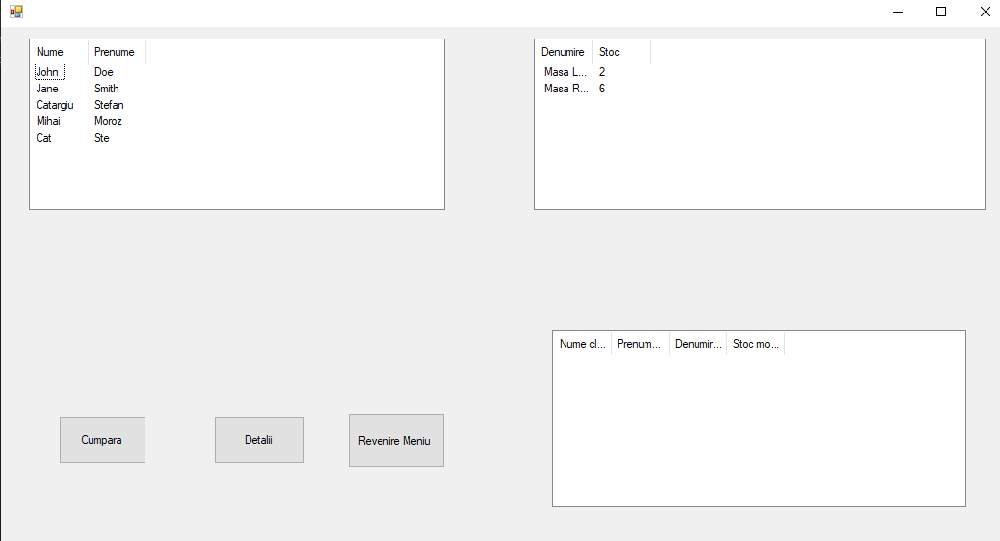 Nume Prenume
John Doe
Jane Smith
Catargiu Stefan
Mihai Moroz
Cat Ste
Denumire Stoc
Masa L... 2
Masa R... 6
Nume cl... Prenum... Denumir... Stoc mo...
Cumpara Detalii Revenire Meniu